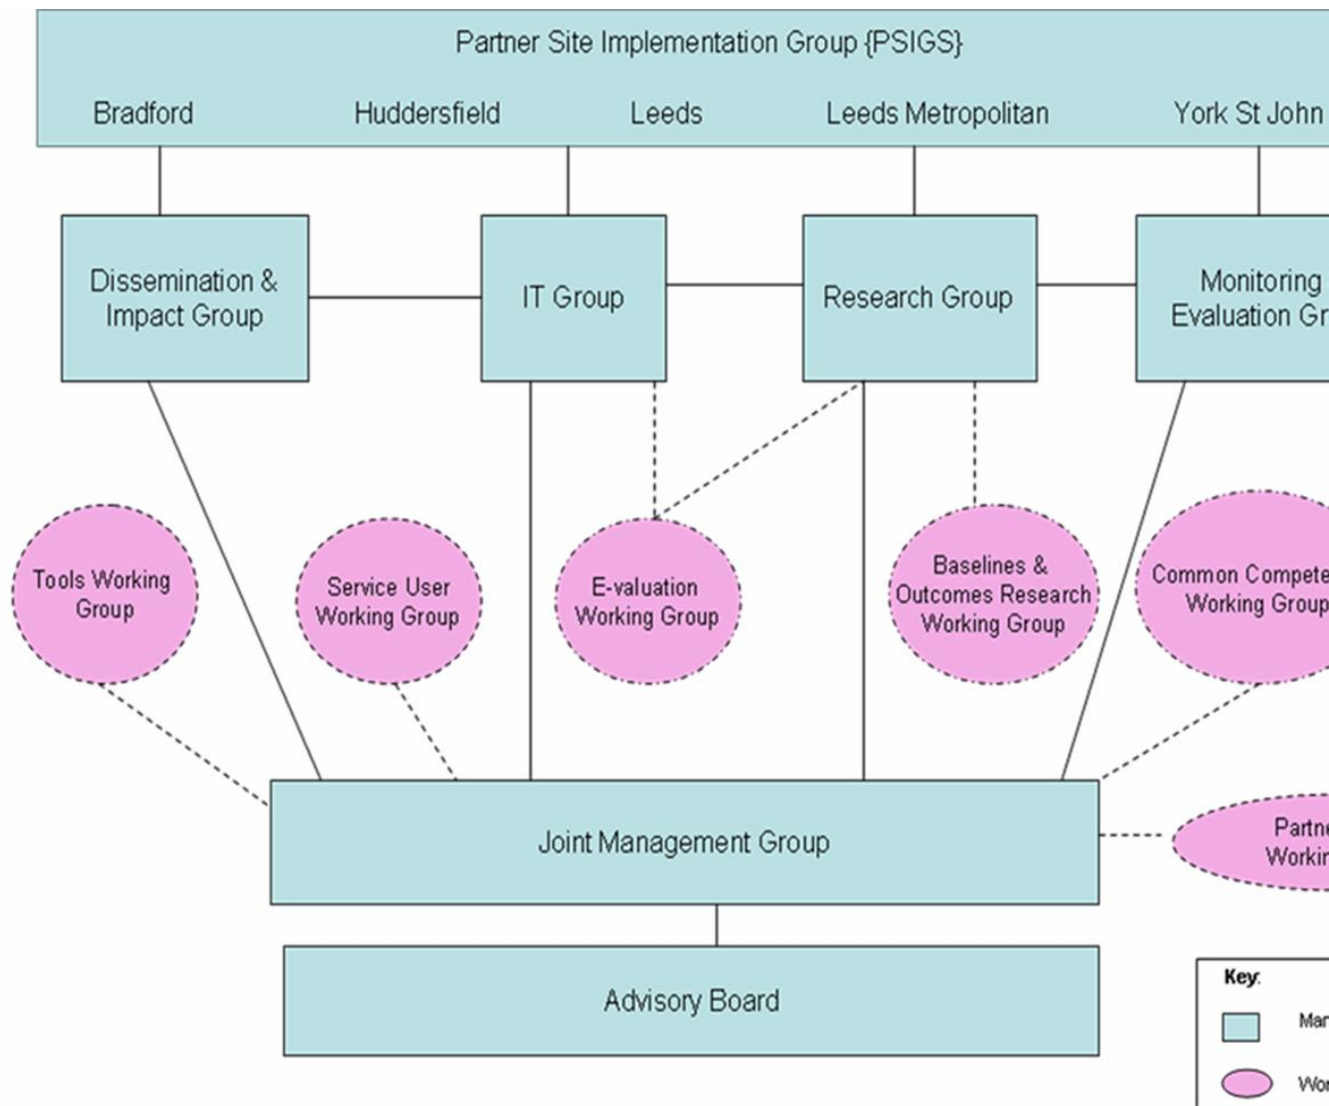 Partner Site Implementation Group {PSIGS}
Bradford Huddersfield Leeds Leeds Metropolitan York St John
Dissemination &
Impact Group
IT Group
Research Group
Monitoring
Evaluation
Tools Working
Group
Service User
Working Group
E-valuation
Working Group
Baselines &
Outcomes Research
Working Group
Common
Working Group
Joint Management Group
Advisory Board
Key: